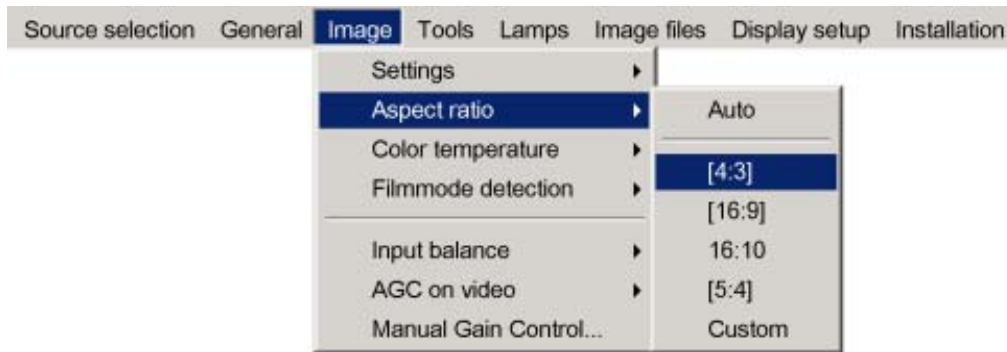 Source selection General Image Tools Lamps Image files Display setup Installation
Settings
Aspect ratio
Color temperature
Filmmode detection
Input balance
AGC on video
Manual Gain Control...
Auto
[4:3]
[16:9]
16:10
[5:4]
Custom